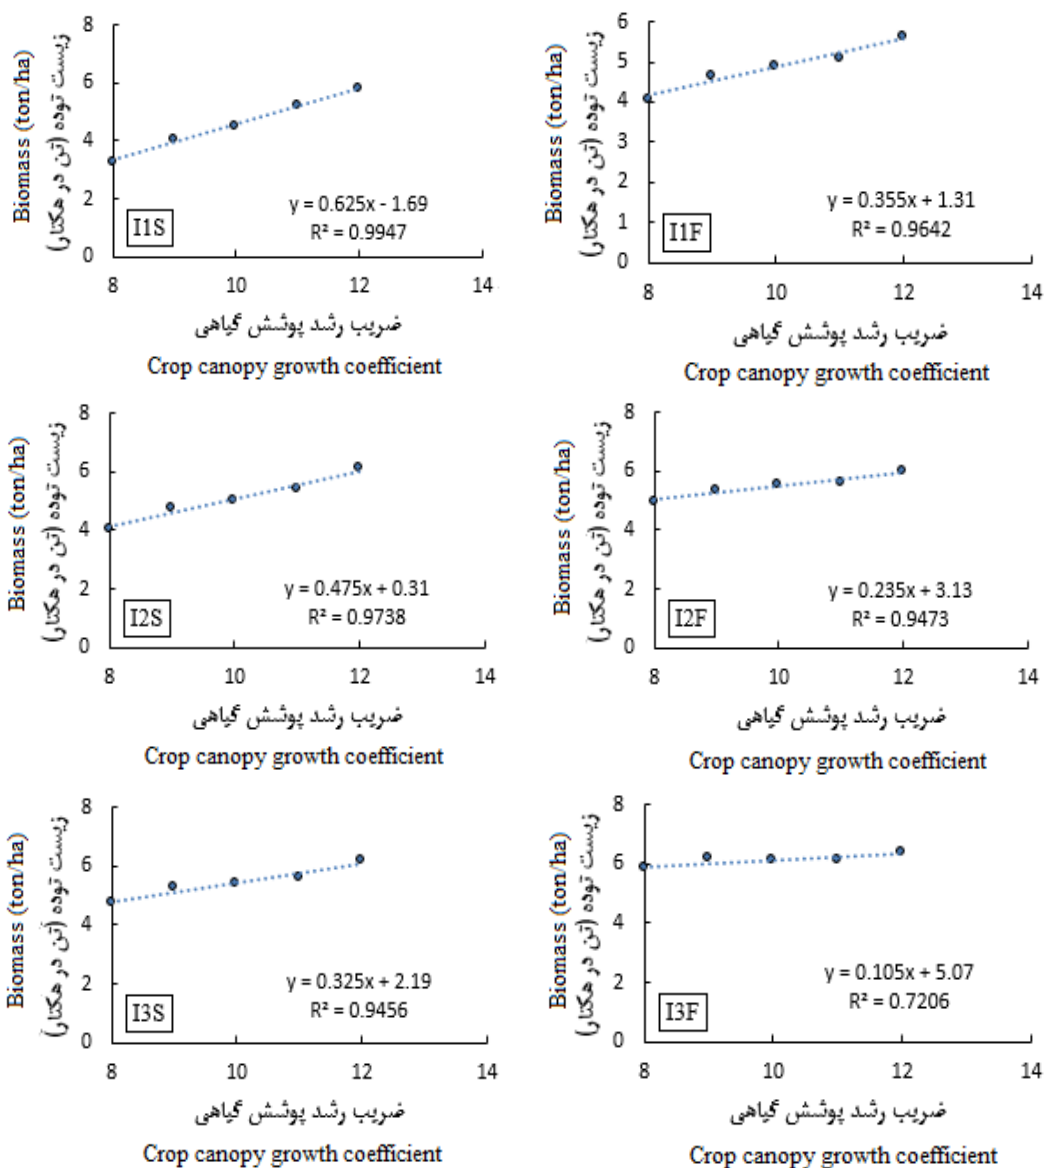 Biomass (ton/ha)
زیست توده (تن در هکتار)
8
6
4
2
0
y = 0.625x - 1.69
R² = 0.9947
I1S
8 10 12 14
ضریب رشد پوشش گیاهی
Crop canopy growth coefficient
Biomass (ton/ha)
زیست توده (تن در هکتار)
6
5
4
3
2
1
0
y = 0.355x + 1.31
R² = 0.9642
I1F
8 10 12 14
ضریب رشد پوشش گیاهی
Crop canopy growth coefficient
Biomass (ton/ha)
زیست توده (تن در هکتار)
8
6
4
2
0
y = 0.475x + 0.31
R² = 0.9738
I2S
8 10 12 14
ضریب رشد پوشش گیاهی
Crop canopy growth coefficient
Biomass (ton/ha)
زیست توده (تن در هکتار)
8
6
4
2
0
y = 0.235x + 3.13
R² = 0.9473
I2F
8 10 12 14
ضریب رشد پوشش گیاهی
Crop canopy growth coefficient
Biomass (ton/ha)
زیست توده (تن در هکتار)
8
6
4
2
0
y = 0.325x + 2.19
R² = 0.9456
I3S
8 10 12 14
ضریب رشد پوشش گیاهی
Crop canopy growth coefficient
Biomass (ton/ha)
زیست توده (تن در هکتار)
8
6
4
2
0
y = 0.105x + 5.07
R² = 0.7206
I3F
8 10 12 14
ضریب رشد پوشش گیاهی
Crop canopy growth coefficient